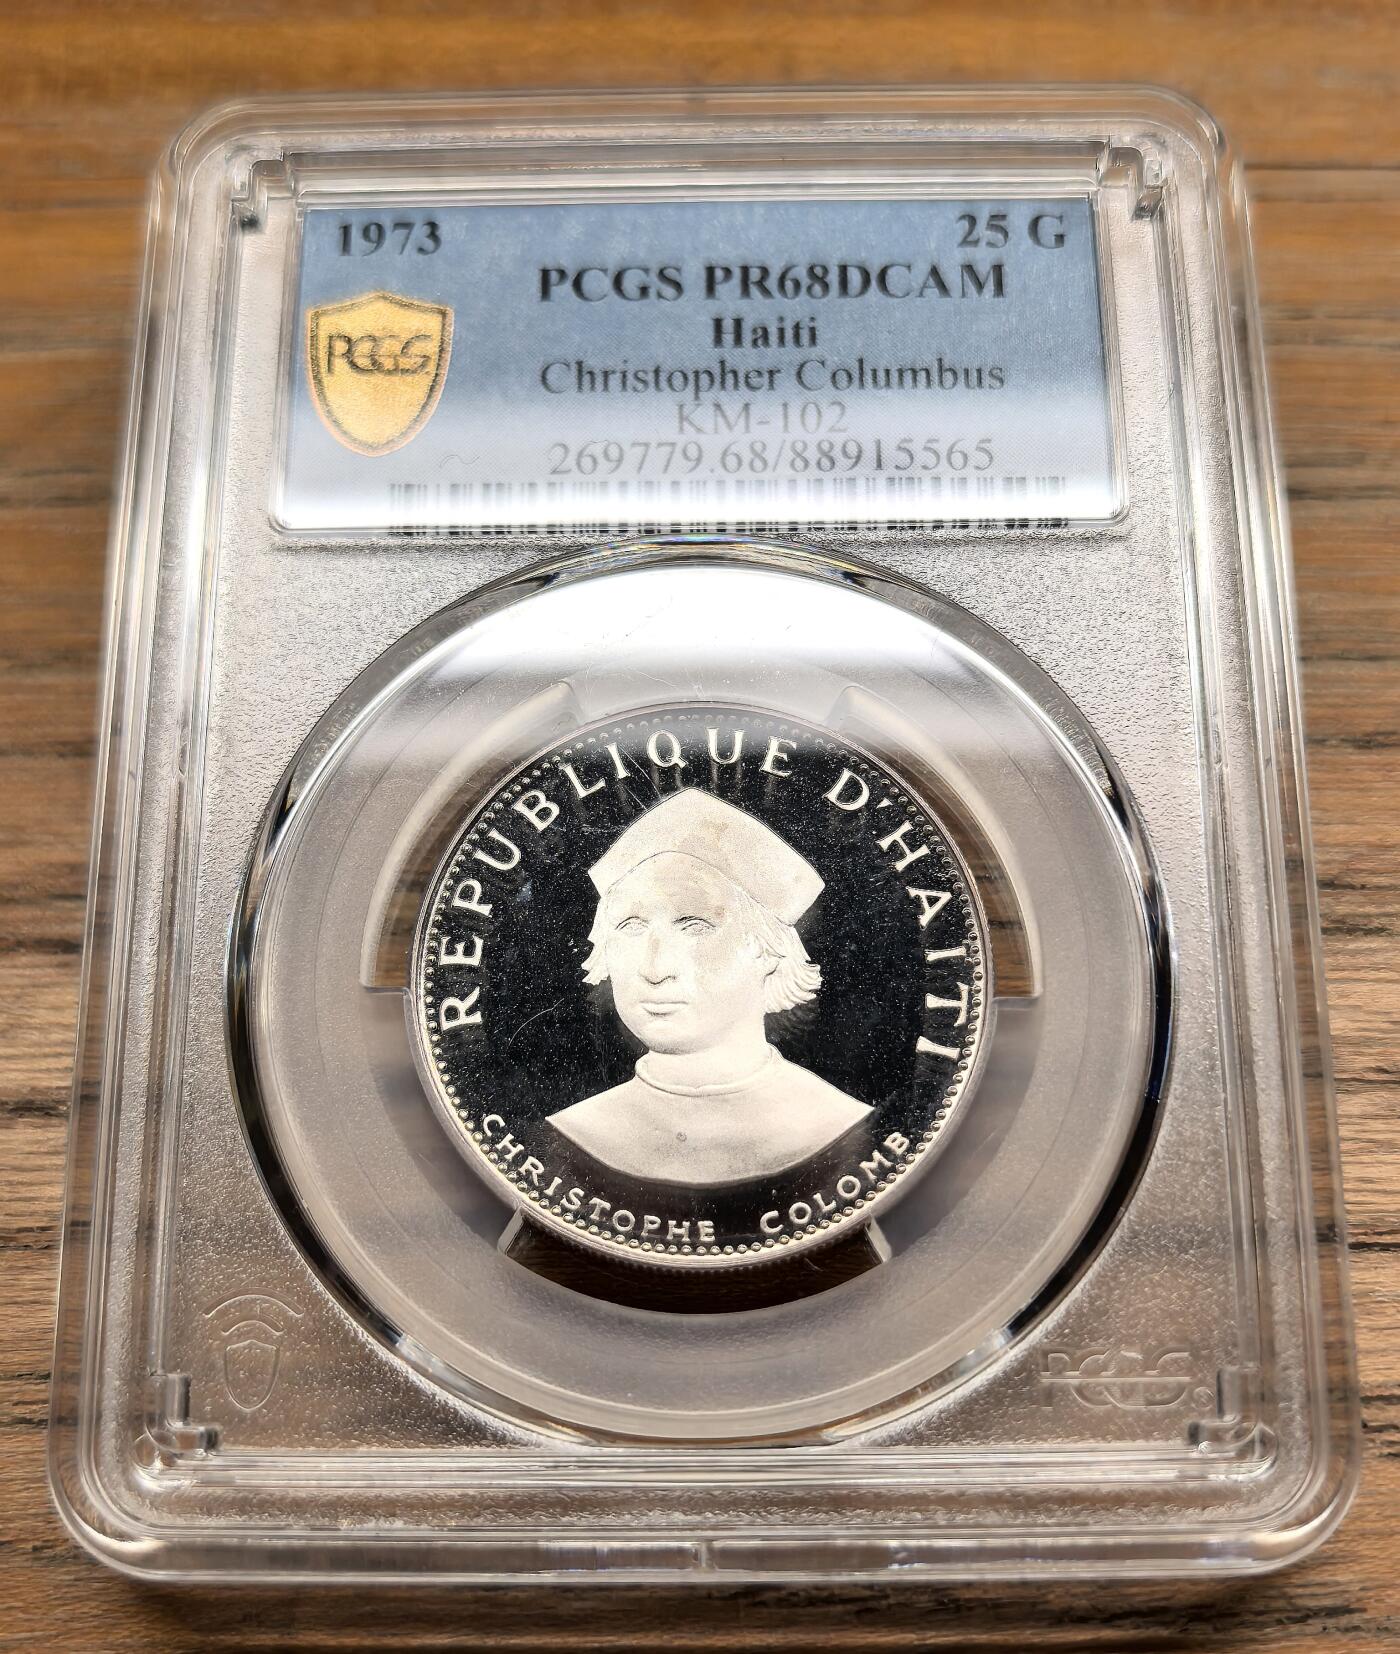 1973 25 G
PCGS PR68DCAM
Haiti
PCGS
Christopher Columbus
KM-102
269779.68/88915565
REPUBLIQUE D'HAITI
CHRISTOPHE COLOMB
PCGS